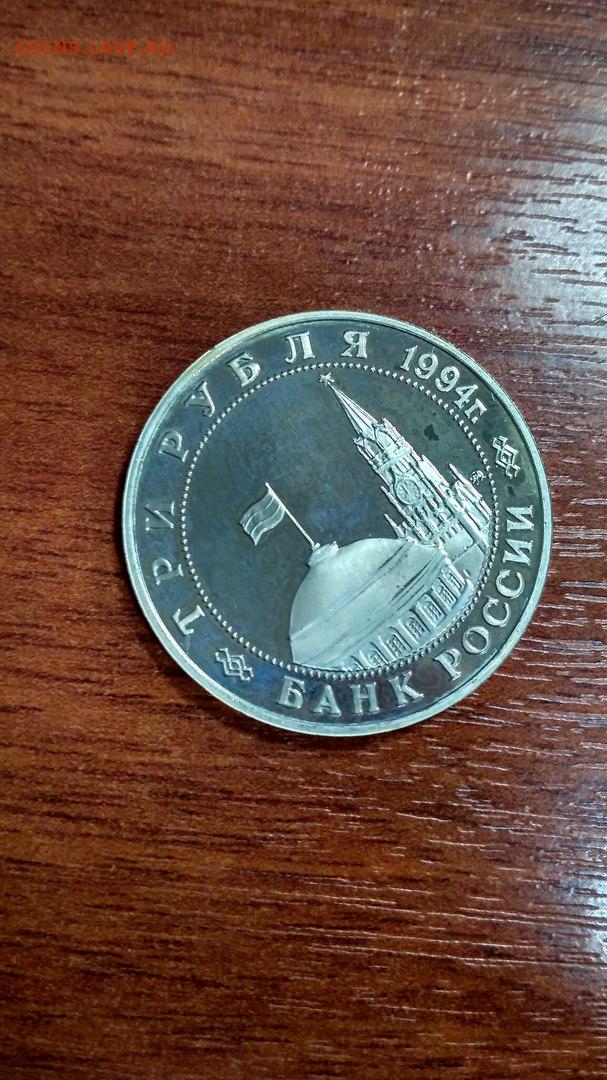 COINS.LAVE.RU
ТРИ РУБЛЯ 1994г.
БАНК РОССИИ